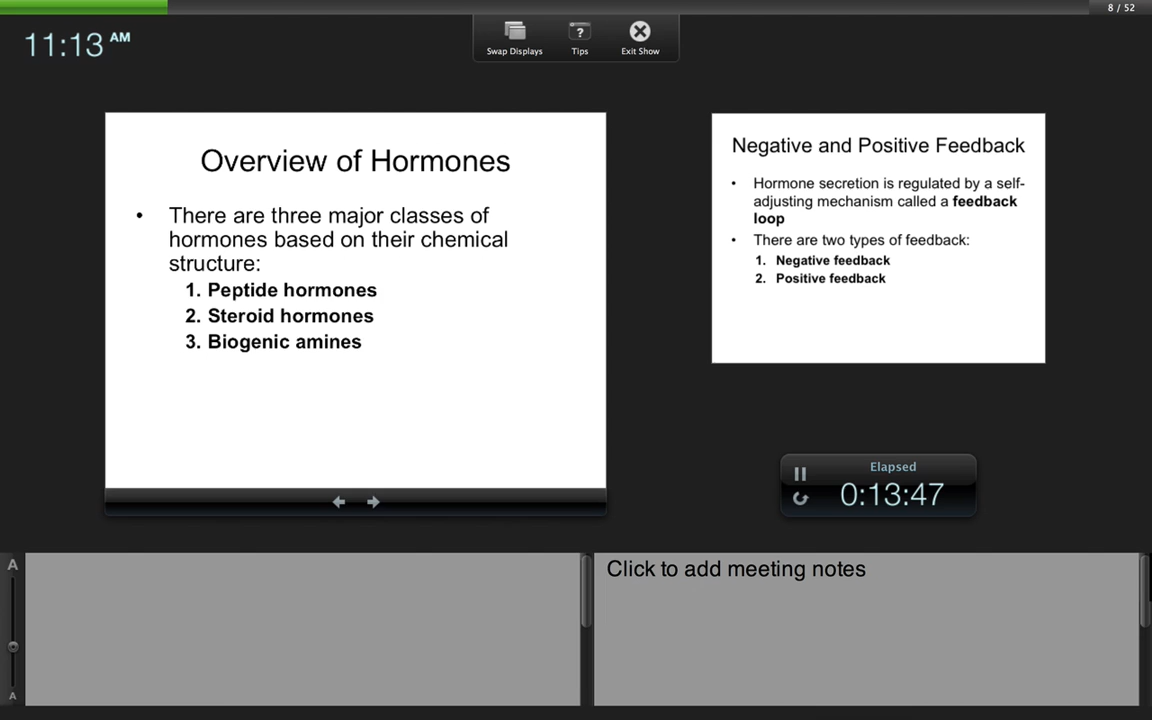 8 / 52
11:13 AM
Swap Displays
Tips
Exit Show
Overview of Hormones
• There are three major classes of
hormones based on their chemical
structure:
1. Peptide hormones
2. Steroid hormones
3. Biogenic amines
Negative and Positive Feedback
• Hormone secretion is regulated by a self-
adjusting mechanism called a feedback
loop
• There are two types of feedback:
1. Negative feedback
2. Positive feedback
Elapsed
0:13:47
A
A
Click to add meeting notes